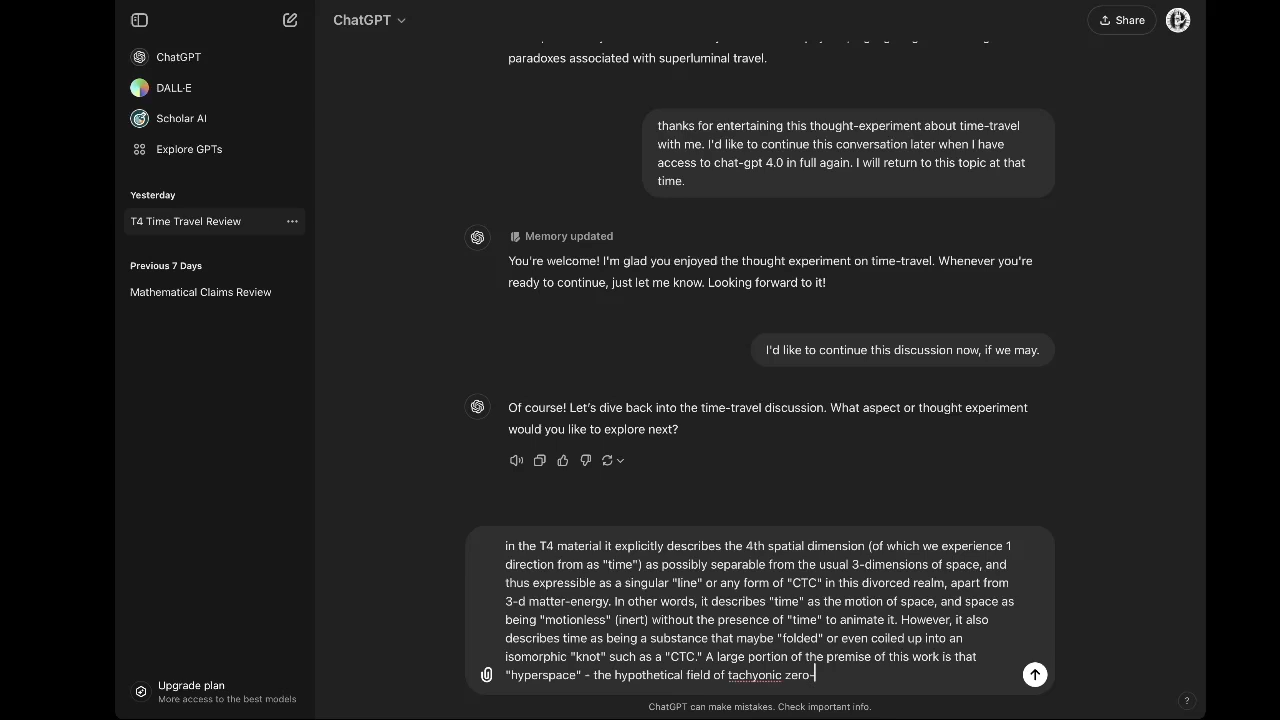 ChatGPT
Share
ChatGPT
DALL·E
Scholar AI
Explore GPTs
Yesterday
T4 Time Travel Review
Previous 7 Days
Mathematical Claims Review
paradoxes associated with superluminal travel.
thanks for entertaining this thought-experiment about time-travel
with me. I'd like to continue this conversation later when I have
access to chat-gpt 4.0 in full again. I will return to this topic at that
time.
Memory updated
You're welcome! I'm glad you enjoyed the thought experiment on time-travel. Whenever you're
ready to continue, just let me know. Looking forward to it!
I'd like to continue this discussion now, if we may.
Of course! Let's dive back into the time-travel discussion. What aspect or thought experiment
would you like to explore next?
in the T4 material it explicitly describes the 4th spatial dimension (of which we experience 1
direction from as "time") as possibly separable from the usual 3-dimensions of space, and
thus expressible as a singular "line" or any form of "CTC" in this divorced realm, apart from
3-d matter-energy. In other words, it describes "time" as the motion of space, and space as
being "motionless" (inert) without the presence of "time" to animate it. However, it also
describes time as being a substance that maybe "folded" or even coiled up into an
isomorphic "knot" such as a "CTC." A large portion of the premise of this work is that
"hyperspace" - the hypothetical field of tachyonic zero-
Upgrade plan
More access to the best models
ChatGPT can make mistakes. Check important info.
?